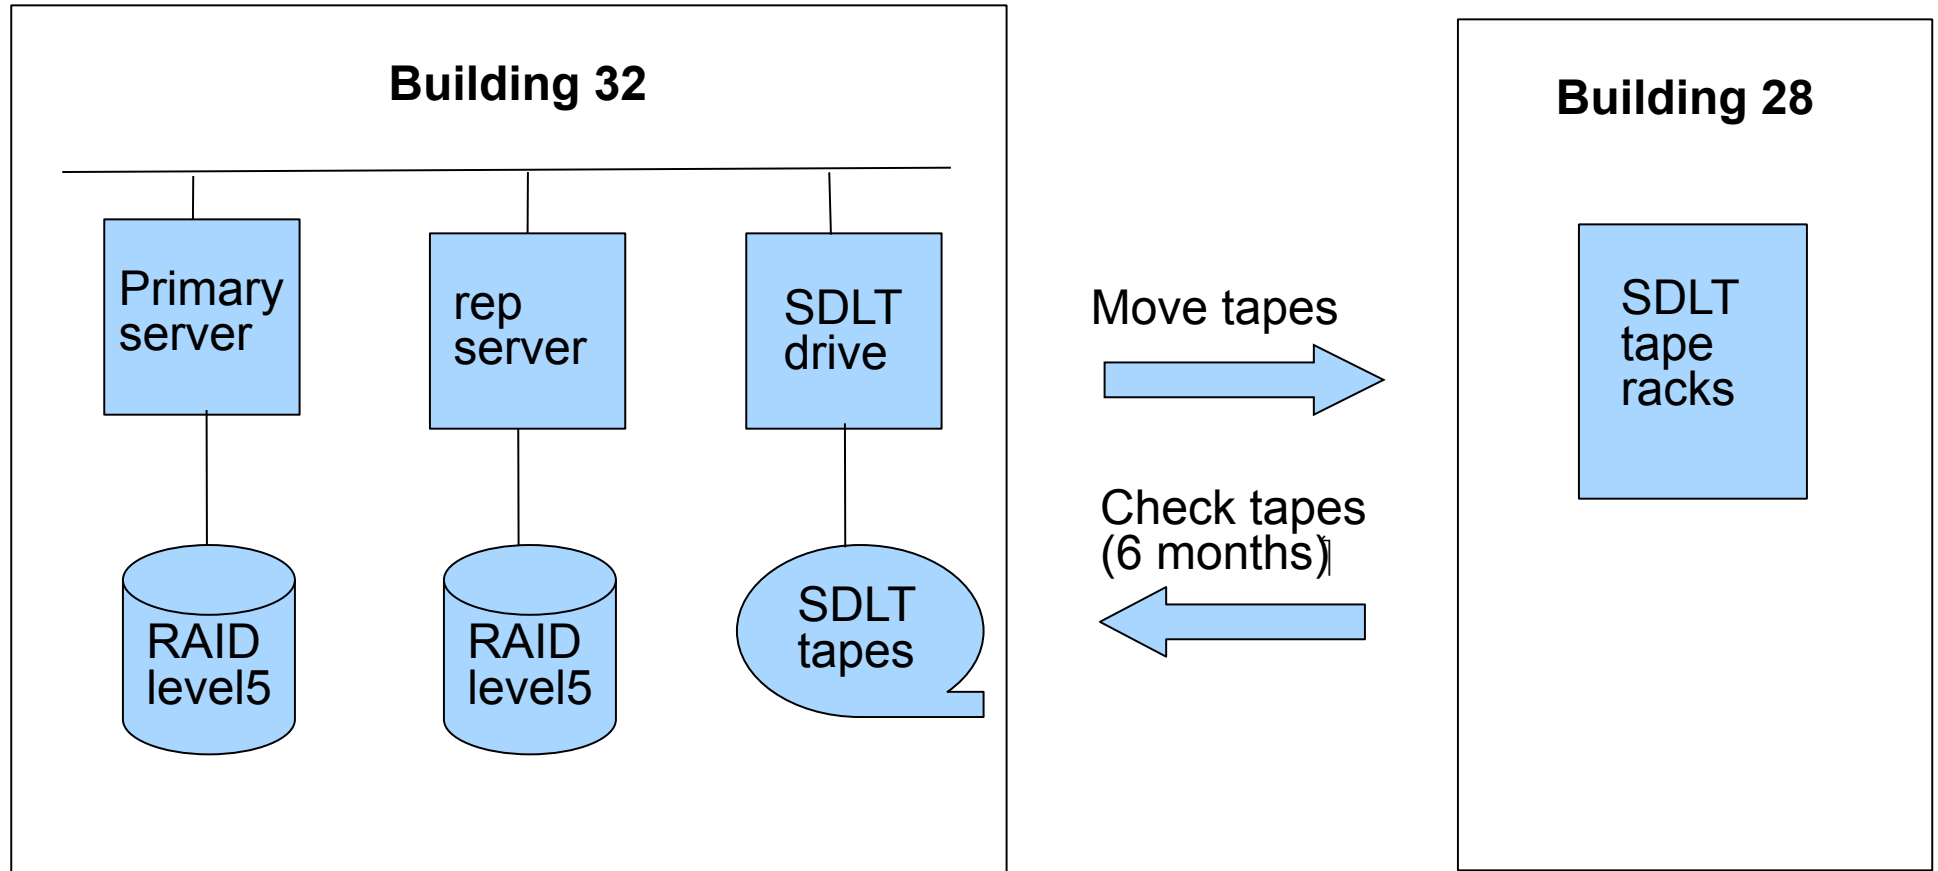 Building 32
Building 28
Primary
server
rep
server
SDLT
drive
Move tapes
SDLT
tape
racks
Check tapes
(6 months)
RAID
level5
RAID
level5
SDLT
tapes